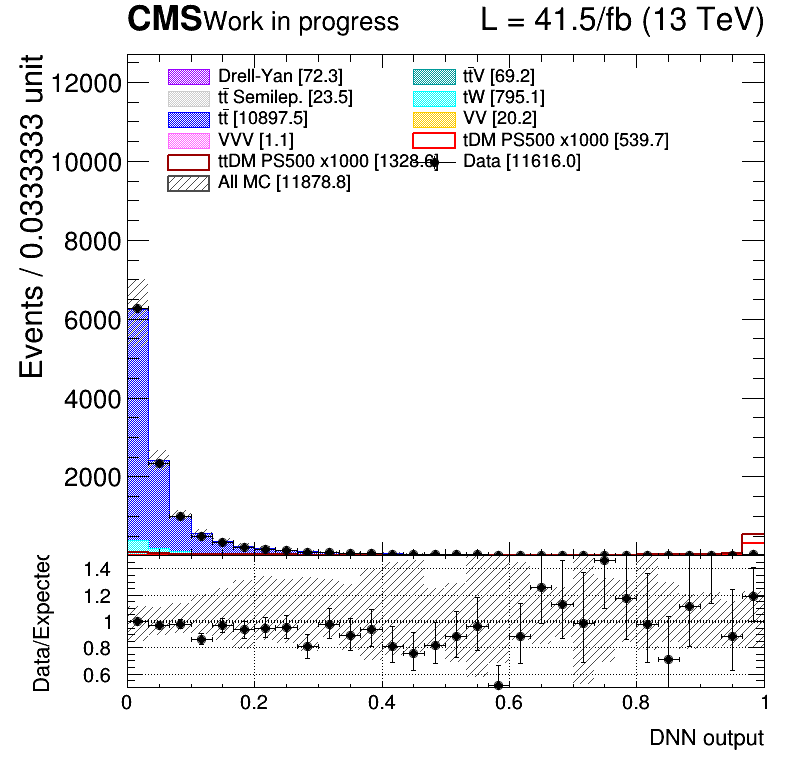 CMS Work in progress L = 41.5/fb (13 TeV)
Events / 0.0333333 unit
12000
10000
8000
6000
4000
2000
Drell-Yan [72.3]
tt̄V [69.2]
tt̄ Semilep. [23.5]
tW [795.1]
tt̄ [10897.5]
VV [20.2]
VVV [1.1]
tDM PS500 x1000 [539.7]
ttDM PS500 x1000 [1328.6]
Data [11616.0]
All MC [11878.8]
Data/Expected
1.4
1.2
1
0.8
0.6
0 0.2 0.4 0.6 0.8 1
DNN output